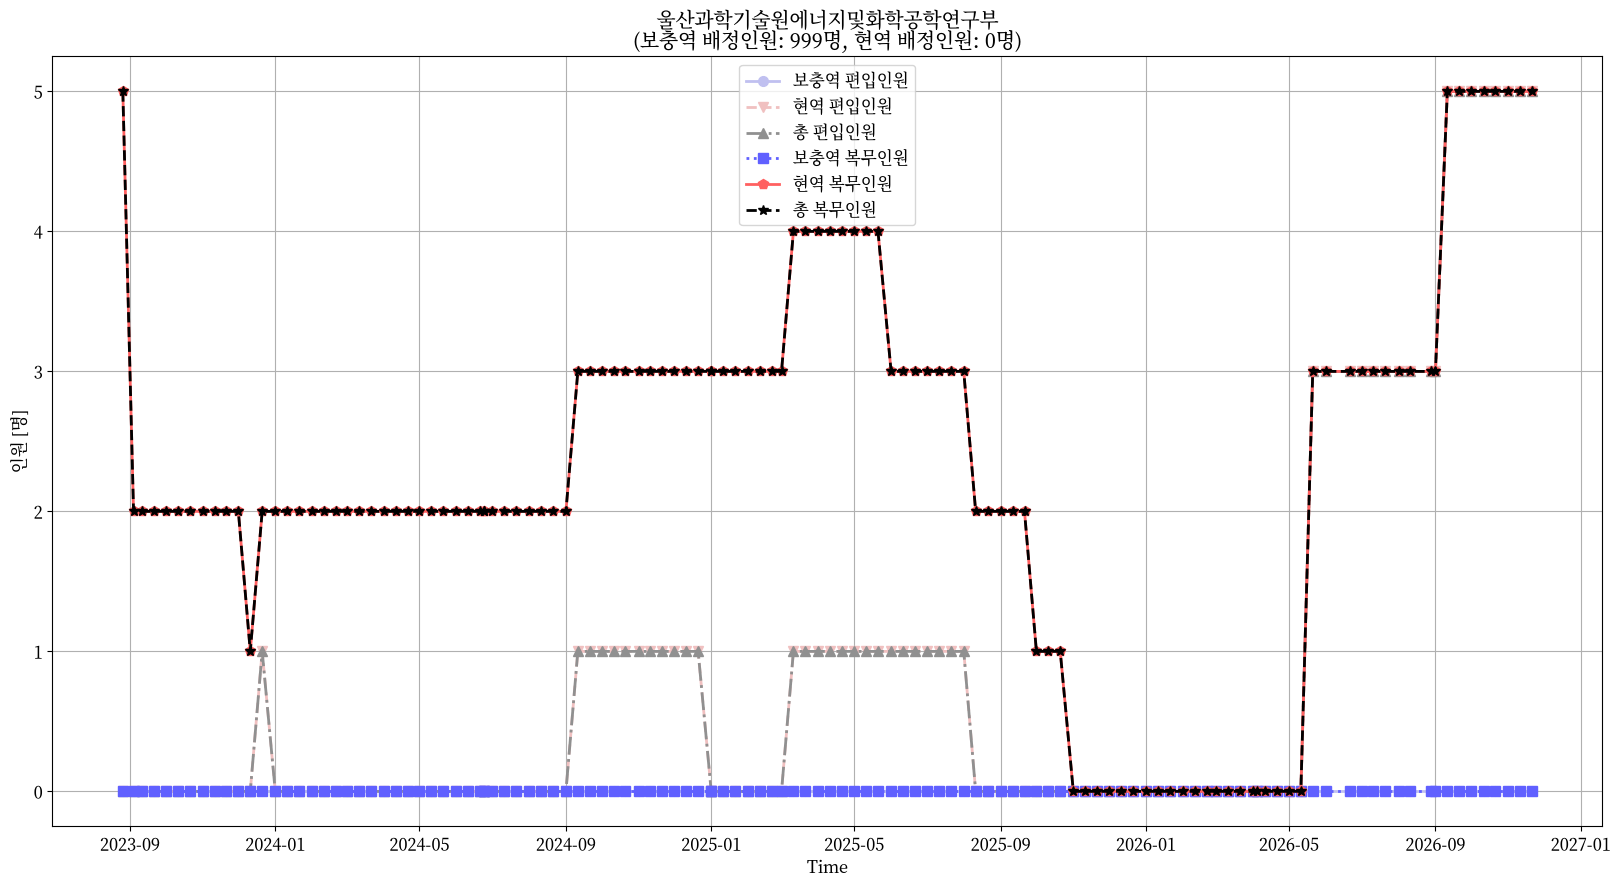 울산과학기술원에너지및화학공학연구부
(보충역 배정인원: 999명, 현역 배정인원: 0명)
보충역 편입인원
현역 편입인원
총 편입인원
보충역 복무인원
현역 복무인원
총 복무인원
인원 [명]
5
4
3
2
1
0
2023-09
2024-01
2024-05
2024-09
2025-01
2025-05
2025-09
2026-01
2026-05
2026-09
2027-01
Time